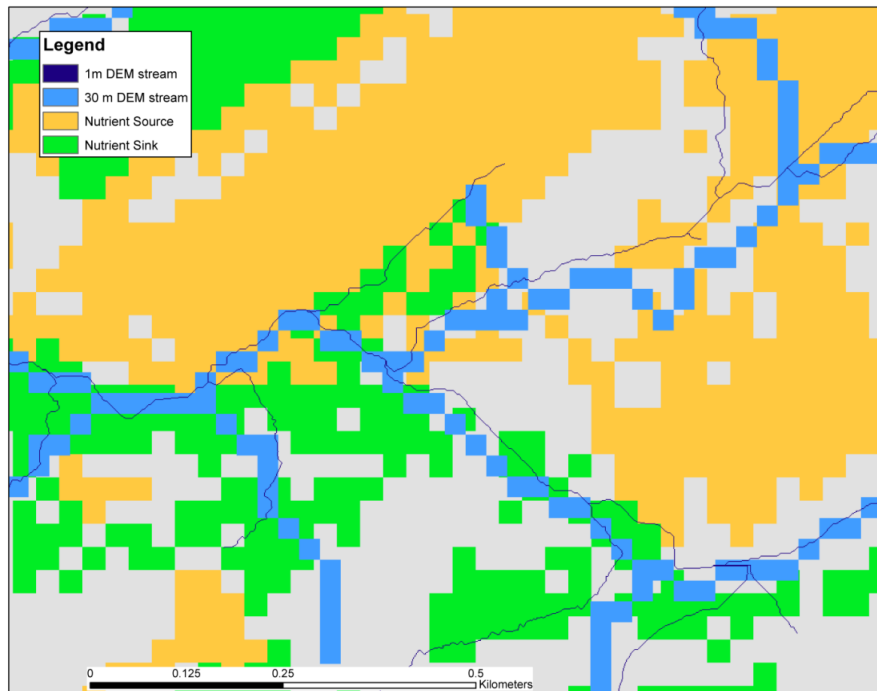 Legend
1m DEM stream
30 m DEM stream
Nutrient Source
Nutrient Sink
0 0.125 0.25 0.5
Kilometers